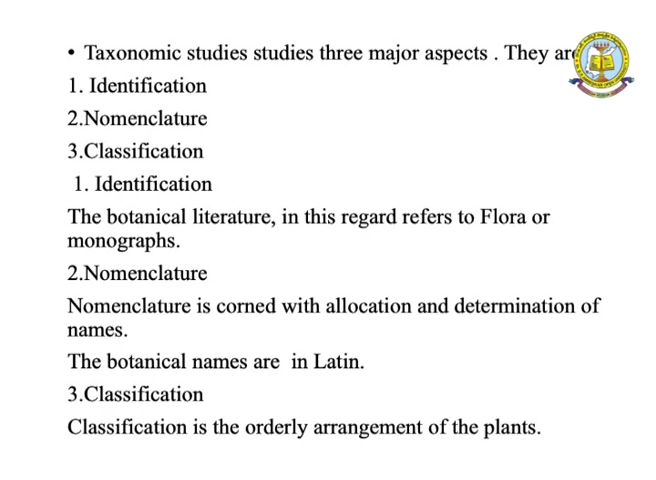 • Taxonomic studies studies three major aspects . They are
1. Identification
2.Nomenclature
3.Classification
1. Identification
The botanical literature, in this regard refers to Flora or
monographs.
2.Nomenclature
Nomenclature is corned with allocation and determination of
names.
The botanical names are in Latin.
3.Classification
Classification is the orderly arrangement of the plants.